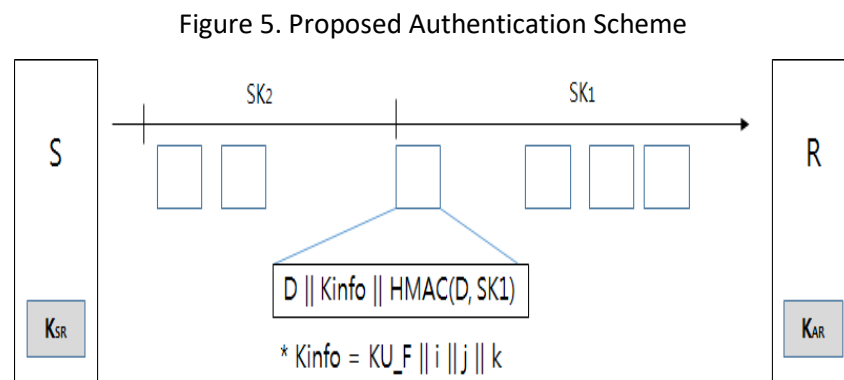 Figure 5. Proposed Authentication Scheme
SK2 SK1
S R
D || Kinfo || HMAC(D, SK1)
KSR KAR
* Kinfo = KU_F || i || j || k